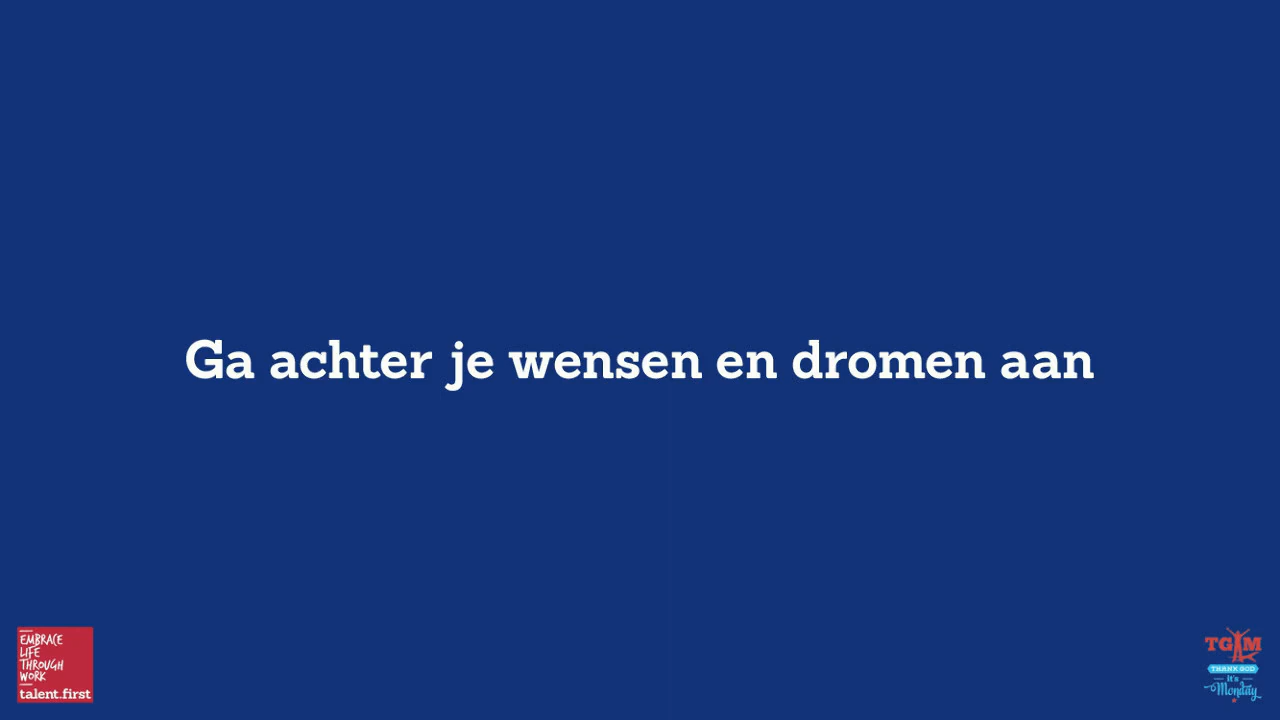 Ga achter je wensen en dromen aan
EMBRACE
LIFE
THROUGH
WORK
talent.first
TGIM
THANK GOD
it's
Monday